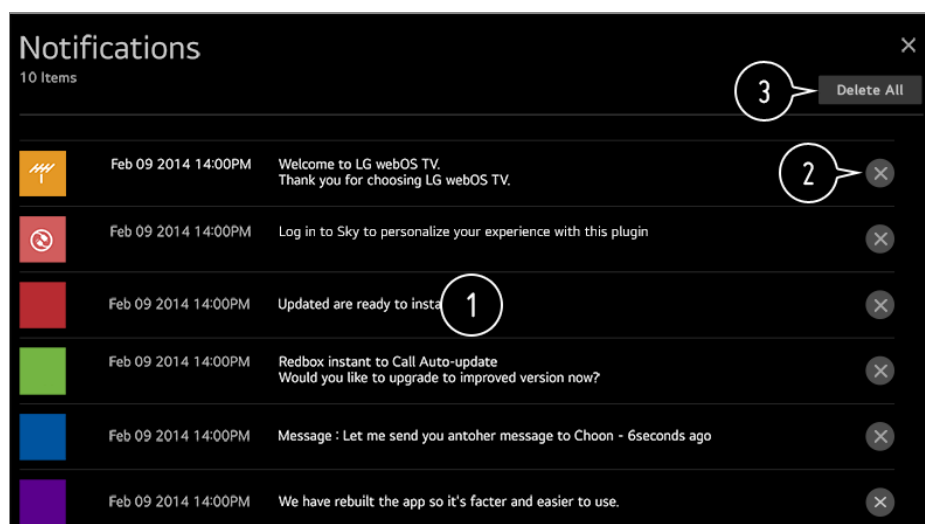 Notifications
10 Items
3
Delete All
Feb 09 2014 14:00PM
Welcome to LG webOS TV.
Thank you for choosing LG webOS TV.
2
Feb 09 2014 14:00PM
Log in to Sky to personalize your experience with this plugin
Feb 09 2014 14:00PM
Updated are ready to insta
1
Feb 09 2014 14:00PM
Redbox instant to Call Auto-update
Would you like to upgrade to improved version now?
Feb 09 2014 14:00PM
Message : Let me send you antoher message to Choon - 6seconds ago
Feb 09 2014 14:00PM
We have rebuilt the app so it's facter and easier to use.